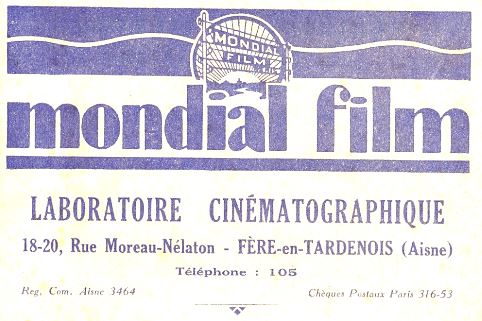 MONDIAL
FILM
mondial film
LABORATOIRE CINÉMATOGRAPHIQUE
18-20, Rue Moreau-Nélaton - FÈRE-en-TARDENOIS (Aisne)
Téléphone : 105
Reg. Com. Aisne 3464
Chèques Postaux Paris 316-53